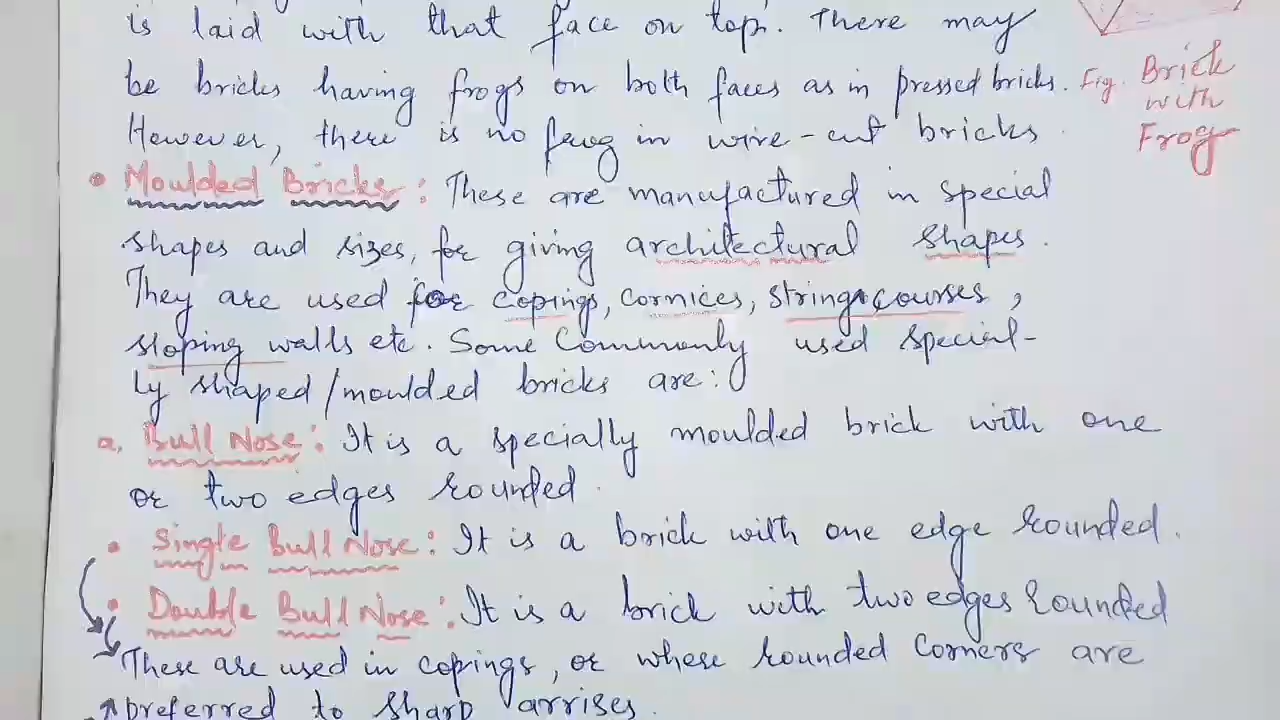 is laid with that face on top. There may
be bricks having frogs on both faces as in pressed bricks.
However, there is no frug in wire-cut bricks
Fig. Brick
with
Frog
• Moulded Bricks: These are manufactured in special
shapes and sizes, for giving architectural shapes.
They are used for copings, cornices, string courses,
sloping walls etc. Some Commonly used special-
ly shaped/moulded bricks are:
a. Bull Nose: It is a specially moulded brick with one
or two edges rounded.
• Single Bull Nose: It is a brick with one edge rounded.
• Double Bull Nose: It is a brick with two edges rounded
These are used in copings, or where rounded corners are
preferred to sharp arrises.